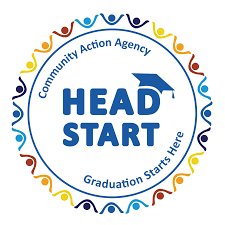 Community Action Agency
HEAD
START
Graduation Starts Here